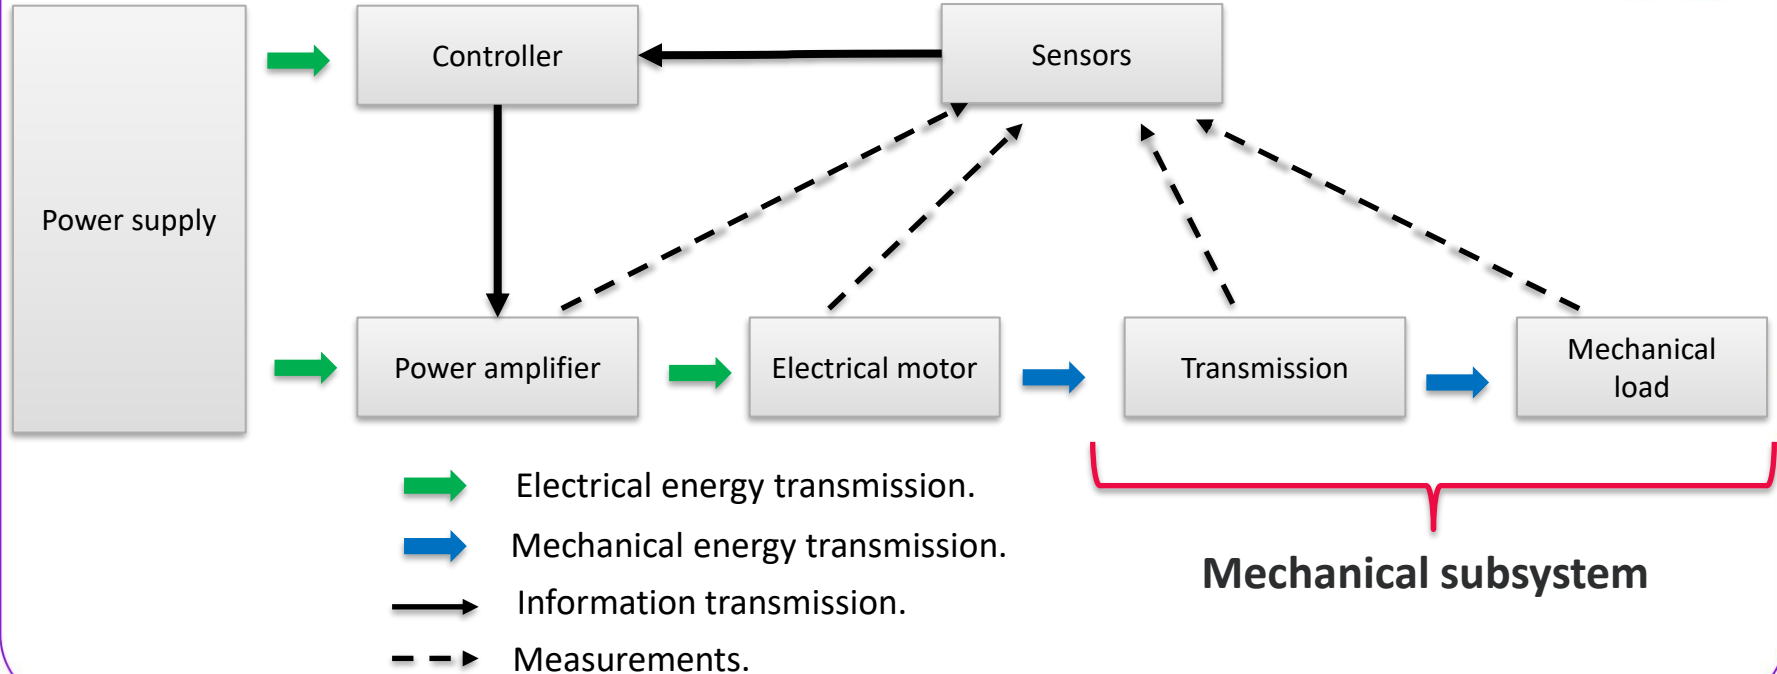 Controller
Sensors
Power supply
Power amplifier
Electrical motor
Transmission
Mechanical
load
Electrical energy transmission.
Mechanical energy transmission.
Information transmission.
Measurements.
Mechanical subsystem